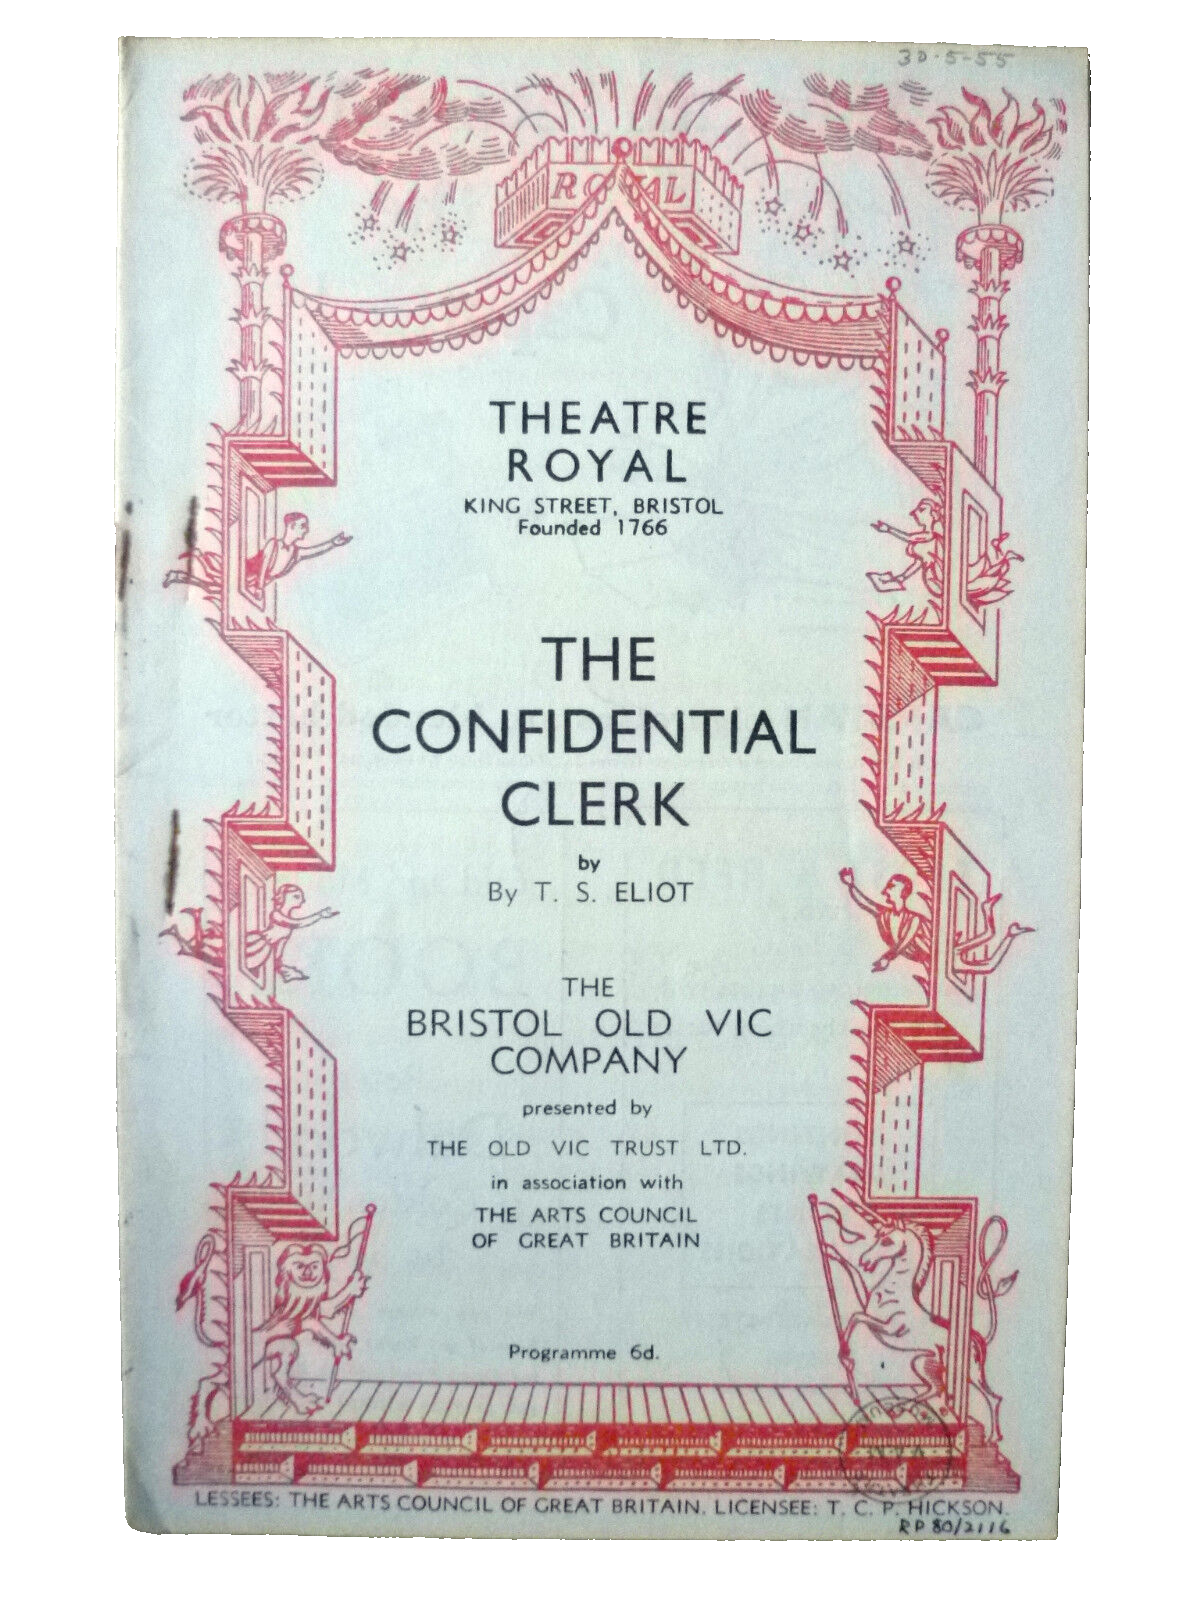 30-5-55
ROYAL
THEATRE
ROYAL
KING STREET, BRISTOL
Founded 1766
THE
CONFIDENTIAL
CLERK
by
By T. S. ELIOT
THE
BRISTOL OLD VIC
COMPANY
presented by
THE OLD VIC TRUST LTD.
in association with
THE ARTS COUNCIL
OF GREAT BRITAIN
Programme 6d.
LESSEES: THE ARTS COUNCIL OF GREAT BRITAIN. LICENSEE: T. C. P. HICKSON.
RP 80/2116